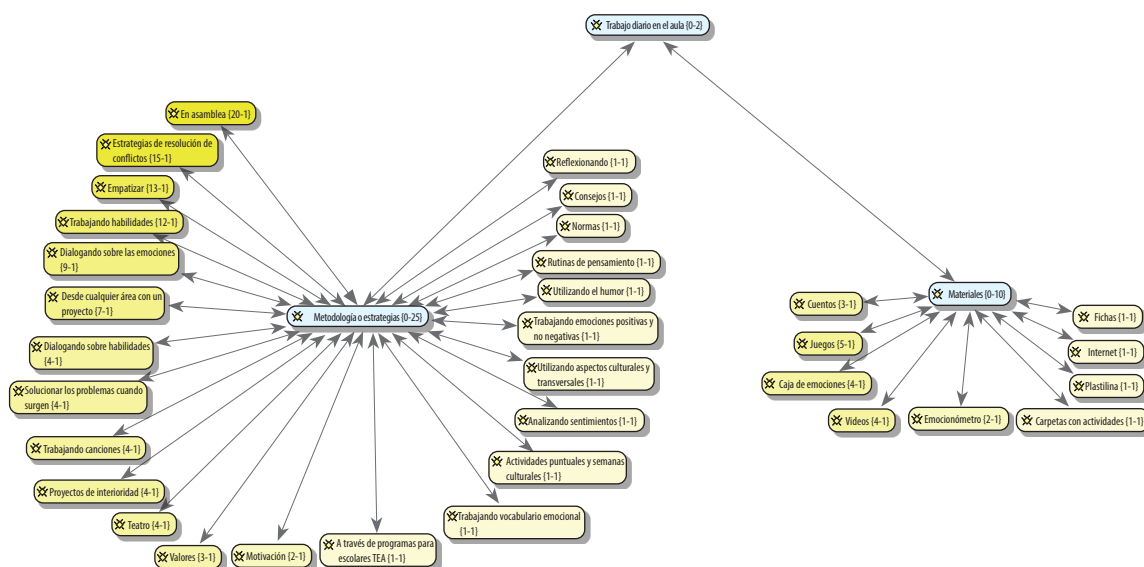 Trabajo diario en el aula {0-2}
En asamblea {20-1}
Estrategias de resolución de
conflictos {15-1}
Empatizar {13-1}
Trabajando habilidades {12-1}
Dialogando sobre las emociones
{9-1}
Desde cualquier área con un
proyecto {7-1}
Dialogando sobre habilidades
{4-1}
Solucionar los problemas cuando
surgen {4-1}
Trabajando canciones {4-1}
Proyectos de interioridad {4-1}
Teatro {4-1}
Valores {3-1}
Motivación {2-1}
A través de programas para
escolares TEA {1-1}
Metodología o estrategias {0-25}
Reflexionando {1-1}
Consejos {1-1}
Normas {1-1}
Rutinas de pensamiento {1-1}
Utilizando el humor {1-1}
Trabajando emociones positivas y
no negativas {1-1}
Utilizando aspectos culturales y
transversales {1-1}
Analizando sentimientos {1-1}
Actividades puntuales y semanas
culturales {1-1}
Trabajando vocabulario emocional
{1-1}
Materiales {0-10}
Cuentos {3-1}
Juegos {5-1}
Caja de emociones {4-1}
Videos {4-1}
Emocionómetro {2-1}
Carpetas con actividades {1-1}
Plastilina {1-1}
Internet {1-1}
Fichas {1-1}